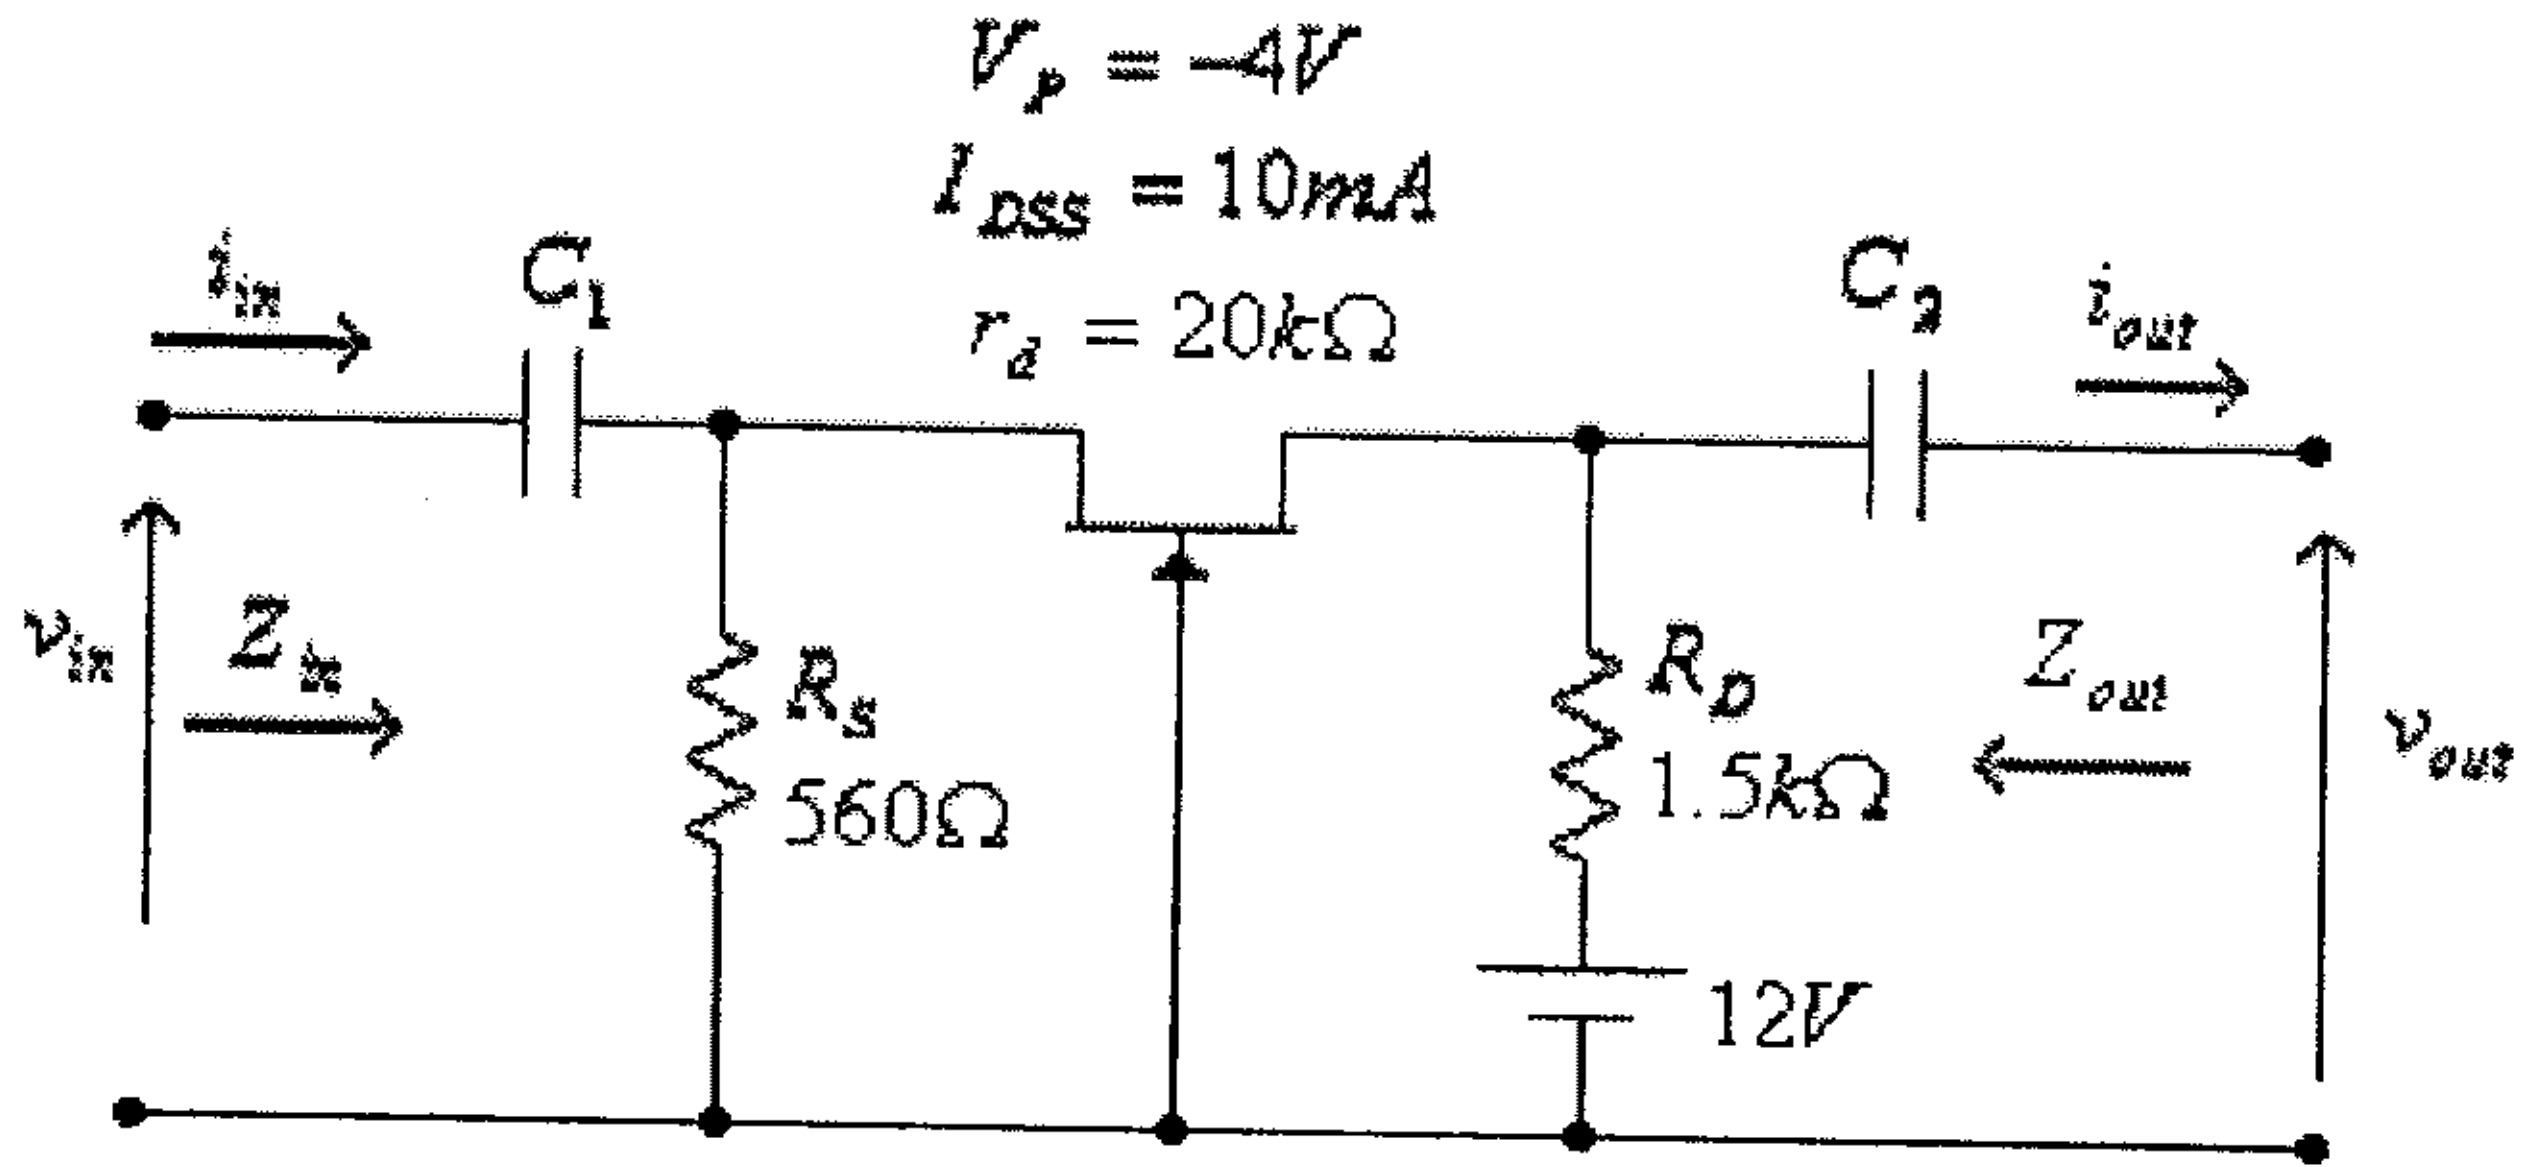 V_p = -4V
I_DSS = 10mA
r_d = 20kΩ
i_in
C_1
C_2
i_out
v_in
Z_in
R_S
560Ω
R_D
1.5kΩ
Z_out
v_out
12V